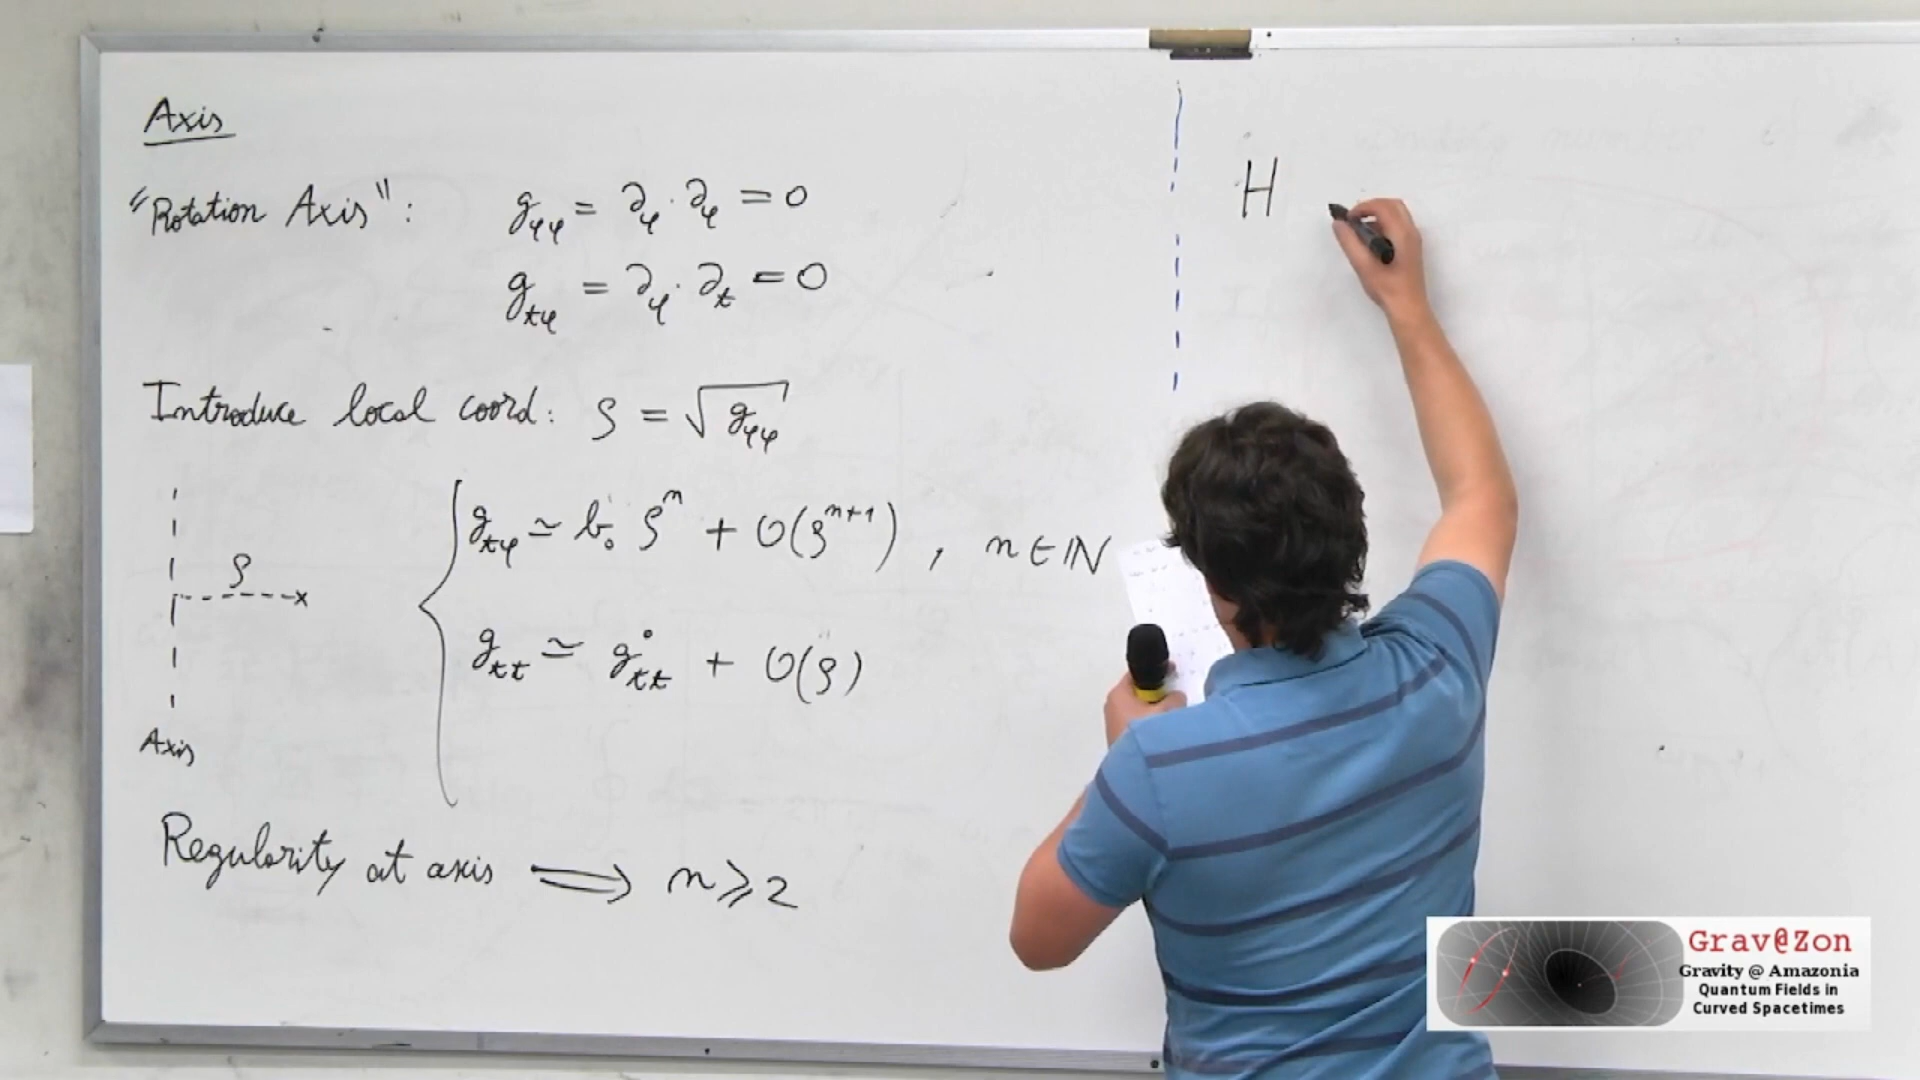 Axis
"Rotation Axis": g_φφ = ∂_φ · ∂_φ = 0
g_tφ = ∂_φ · ∂_t = 0
Introduce local coord: ρ = √g_φφ
g_tφ ≃ b₀ ρ^n + O(ρ^{n+1}), n ∈ ℕ
ρ
g_tt ≃ g°_tt + O(ρ)
Axis
Regularity at axis ⟹ n ⩾ 2
H
Grav@Zon
Gravity @ Amazonia
Quantum Fields in
Curved Spacetimes